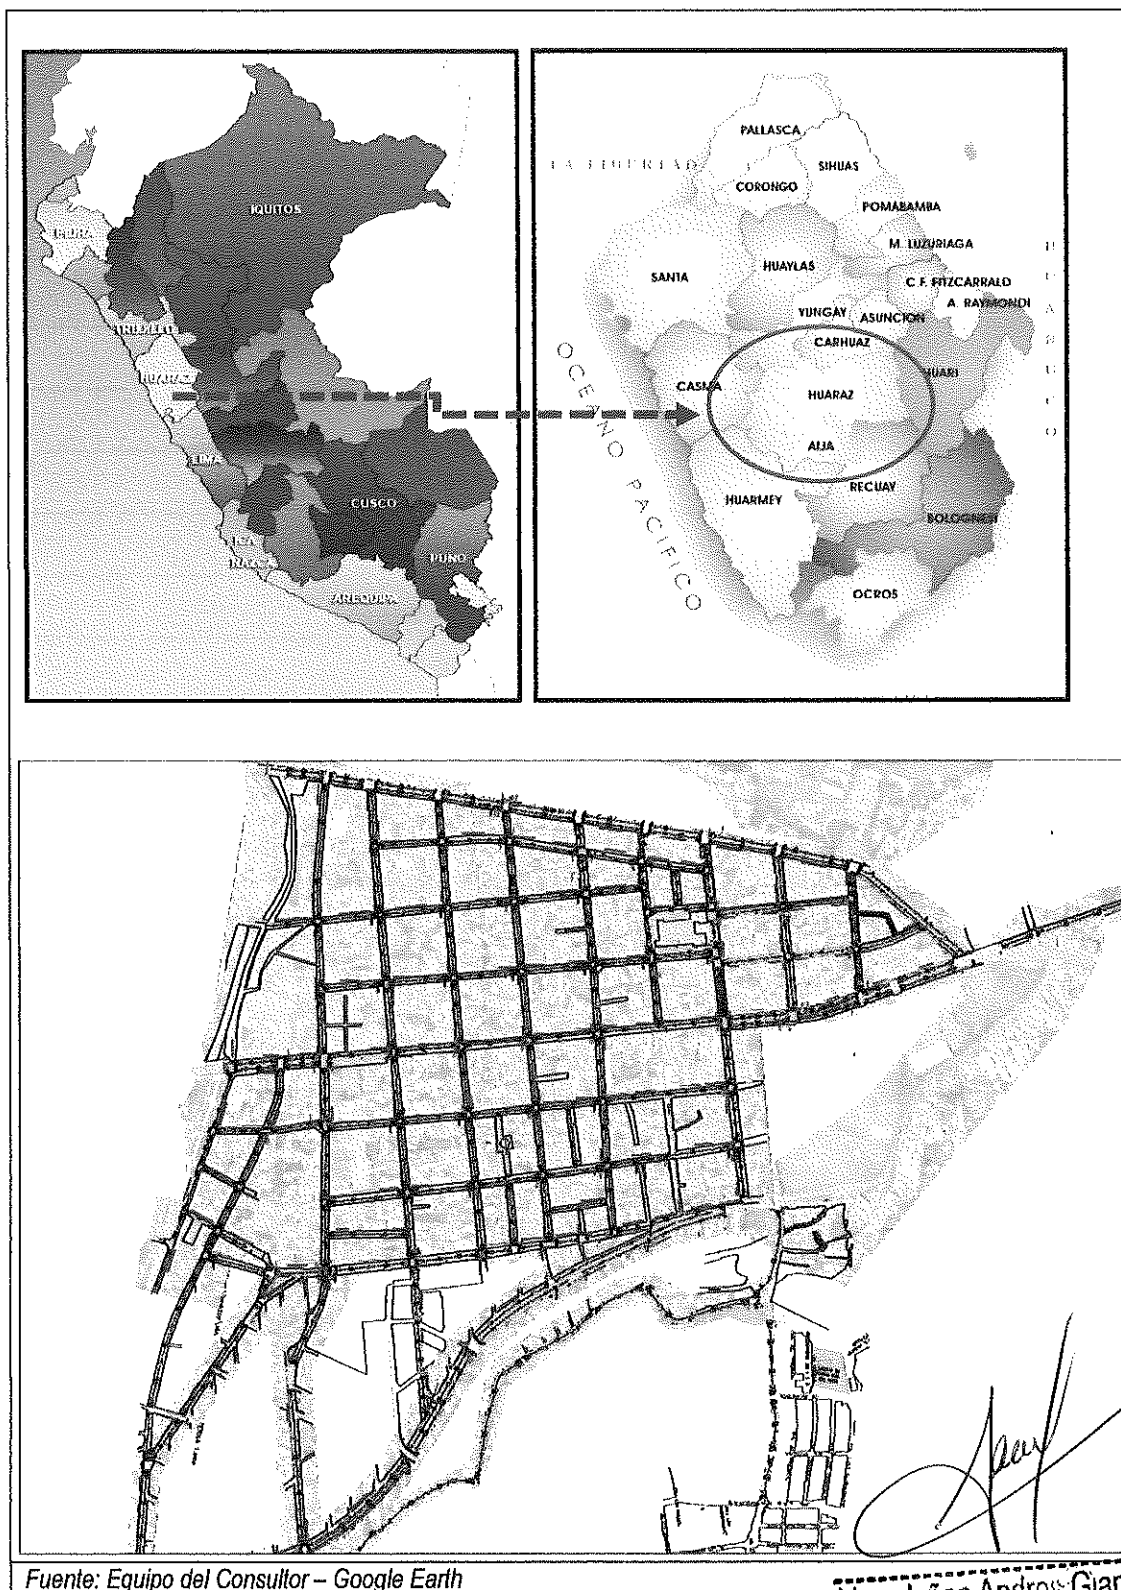 IQUITOS
PIURA
TRUJILLO
HUARAZ
LIMA
CUSCO
ICA
NAZCA
PUNO
AREQUIPA
PALLASCA
LA LIBERTAD
SIHUAS
CORONGO
POMABAMBA
M. LUZURIAGA
HUAYLAS
SANTA
C.F. FITZCARRALD
A. RAYMONDI
YUNGAY
ASUNCION
CARHUAZ
HUARI
CASMA
HUARAZ
HUANUCO
OCEANO PACIFICO
AIJA
RECUAY
HUARMEY
BOLOGNESI
OCROS
Fuente: Equipo del Consultor – Google Earth